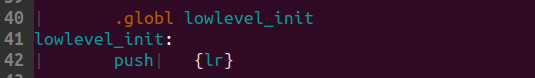 40 |       .globl lowlevel_init
41 lowlevel_init:
42 |       push|   {lr}